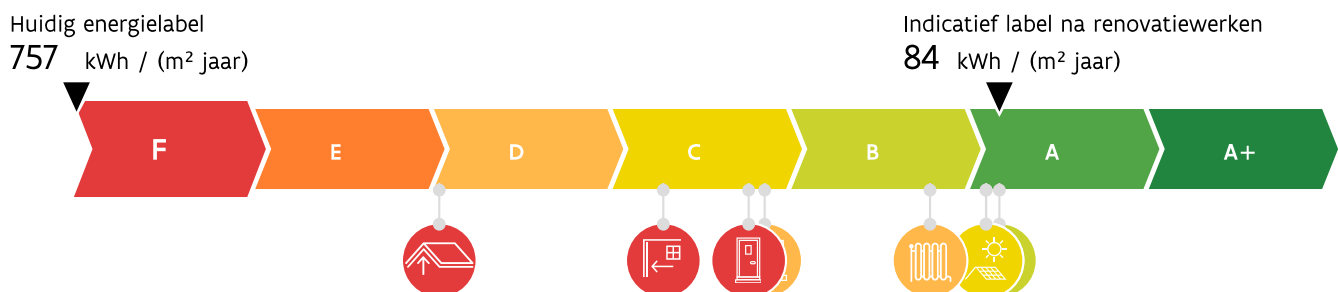 Huidig energielabel
757 kWh / (m² jaar)
Indicatief label na renovatiewerken
84 kWh / (m² jaar)
F E D C B A A+